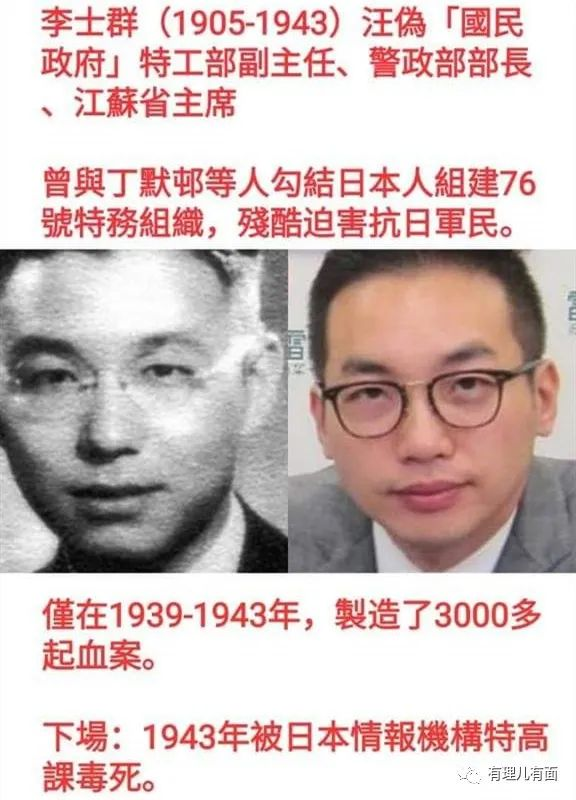 李士群（1905-1943）汪偽「國民
政府」特工部副主任、警政部部長
、江蘇省主席
曾與丁默邨等人勾結日本人組建76
號特務組織，殘酷迫害抗日軍民。
僅在1939-1943年，製造了3000多
起血案。
下場：1943年被日本情報機構特高
課毒死。
有理儿有面